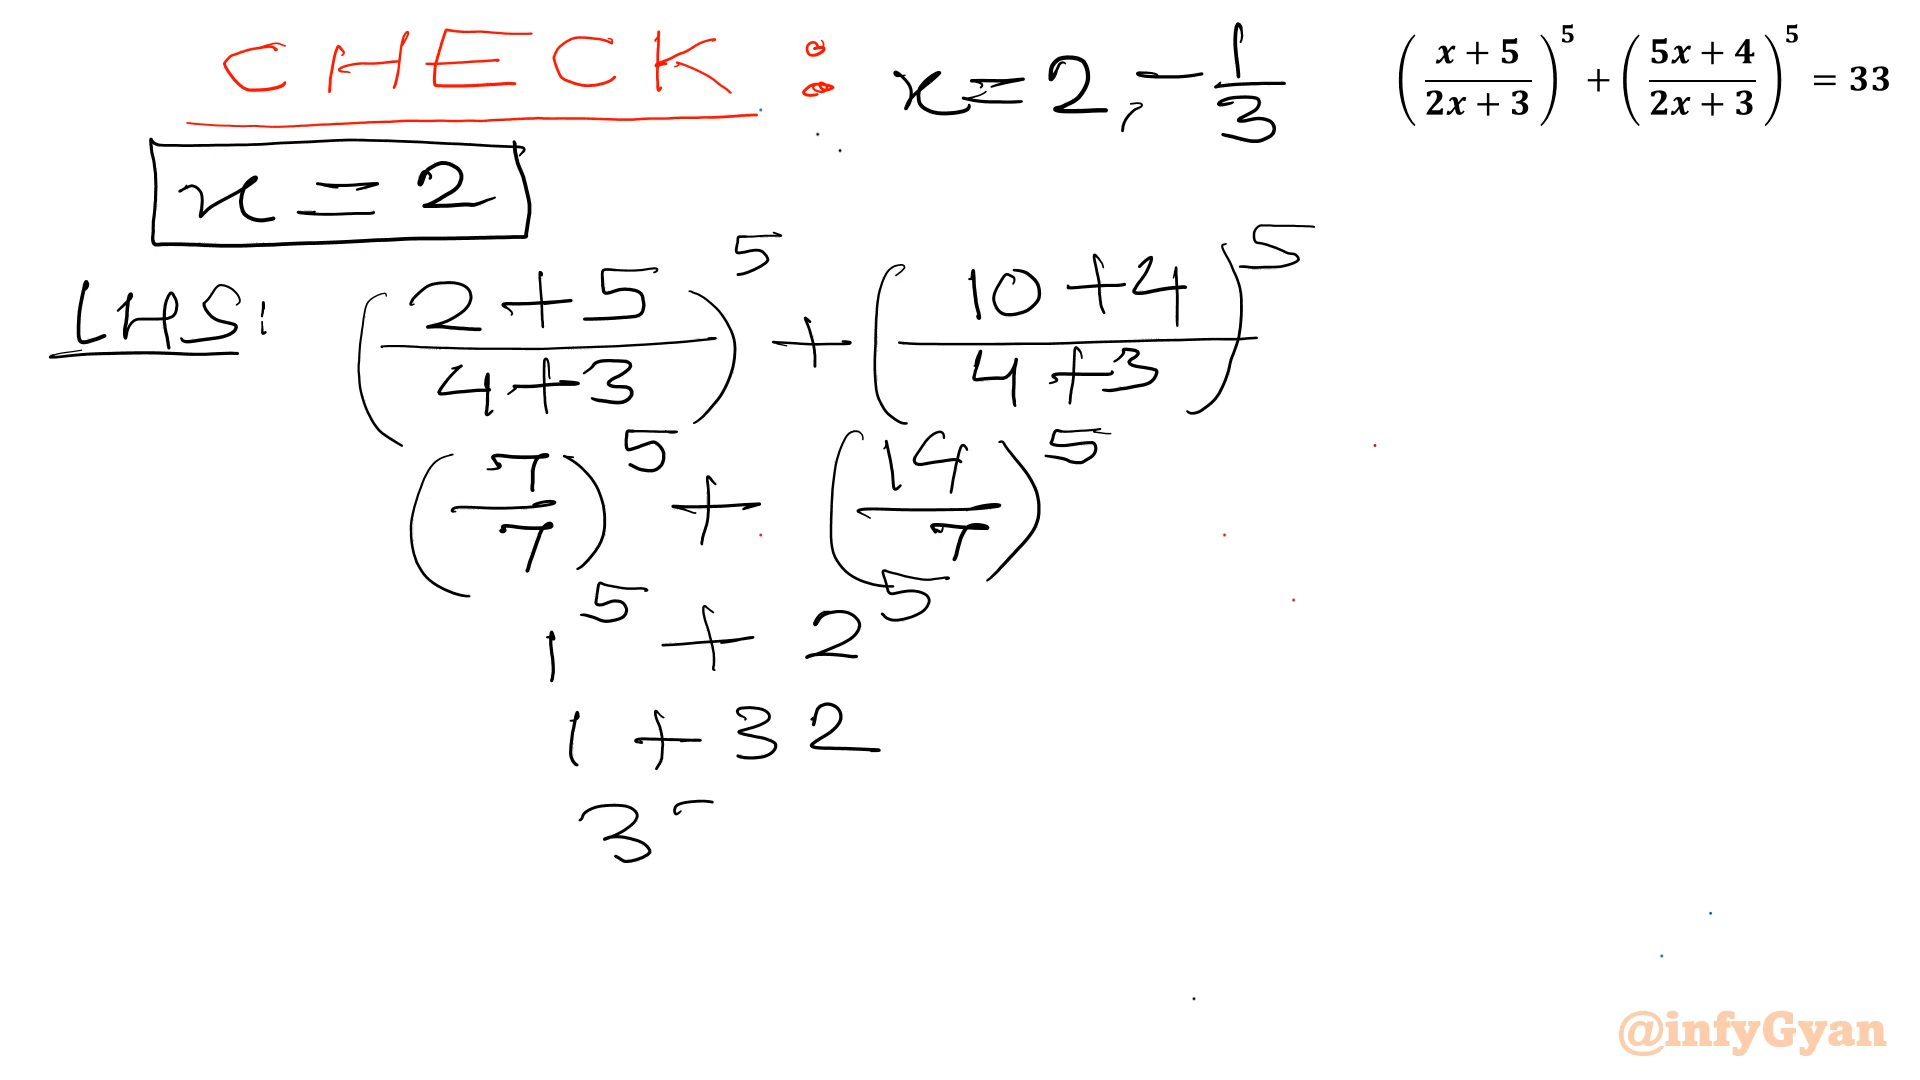 CHECK : x = 2, -1/3
((x + 5)/(2x + 3))^5 + ((5x + 4)/(2x + 3))^5 = 33
x = 2
LHS: ((2 + 5)/(4 + 3))^5 + ((10 + 4)/(4 + 3))^5
(7/7)^5 + (14/7)^5
1^5 + 2^5
1 + 32
3
@infyGyan